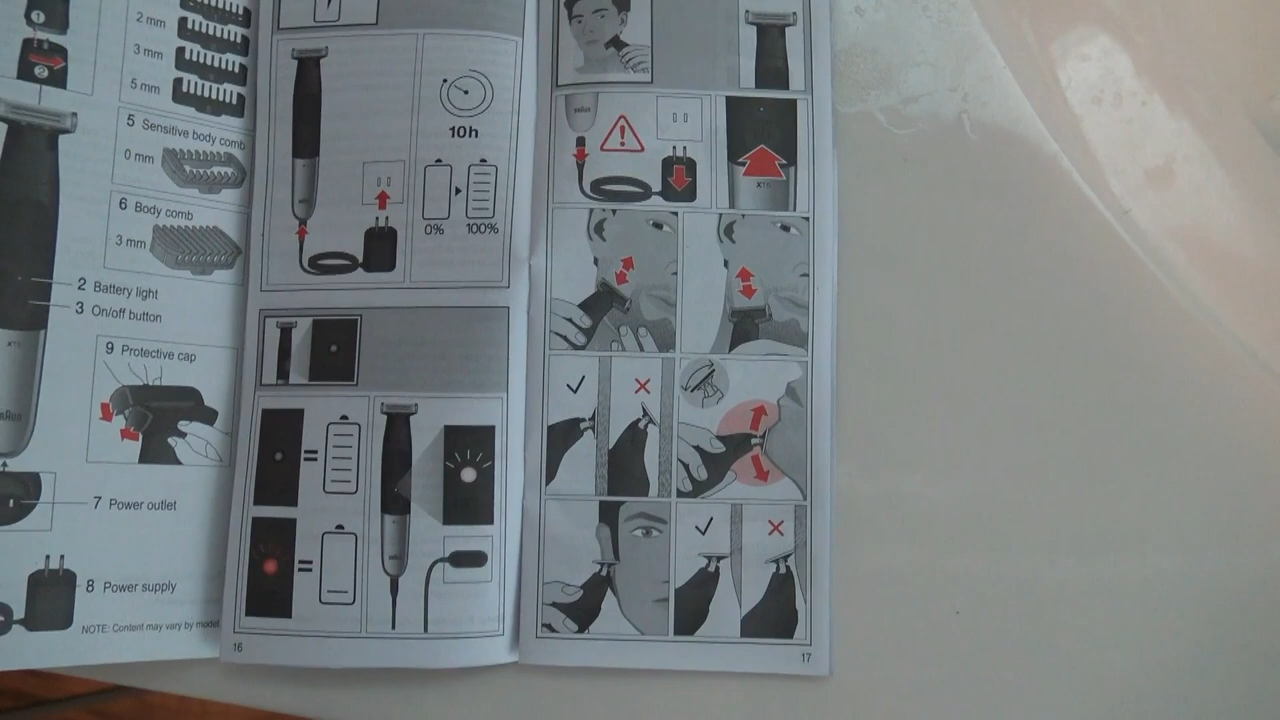 1
2
2 mm
3 mm
5 mm
5 Sensitive body comb
0 mm
6 Body comb
3 mm
2 Battery light
3 On/off button
9 Protective cap
7 Power outlet
8 Power supply
NOTE: Content may vary by model
10h
0%
100%
=
=
16
17